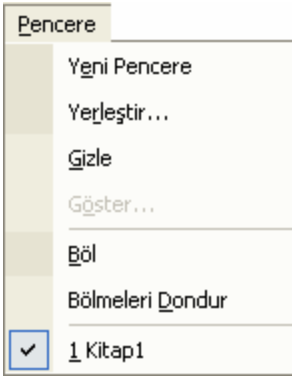 Pencere
Yeni Pencere
Yerleştir...
Gizle
Göster...
Böl
Bölmeleri Dondur
1 Kitap1